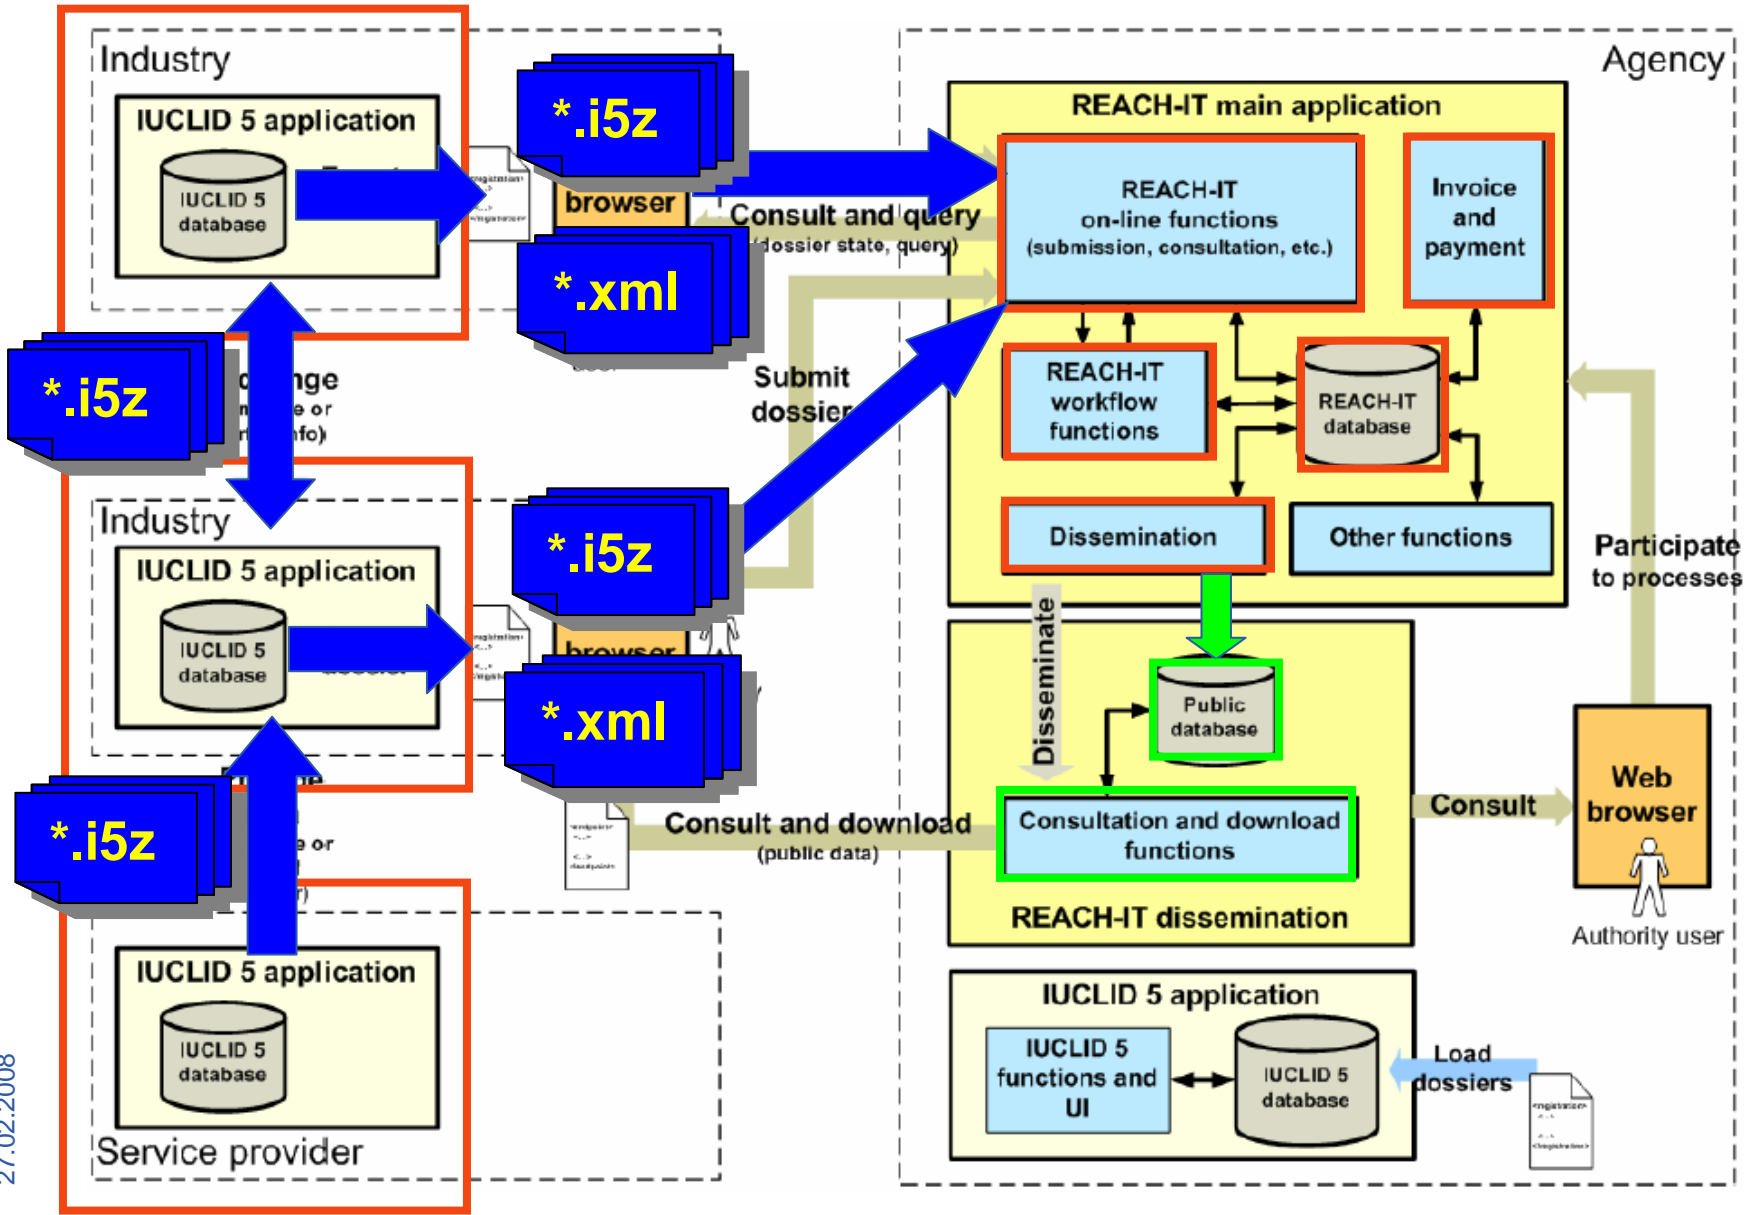 Industry
IUCLID 5 application
IUCLID 5
database
*.i5z
browser
*.xml
Consult and query
(dossier state, query)
*.i5z
Submit
dossier
Industry
IUCLID 5 application
IUCLID 5
database
*.i5z
browser
*.xml
*.i5z
Consult and download
(public data)
IUCLID 5 application
IUCLID 5
database
Service provider
27.02.2008
Agency
REACH-IT main application
REACH-IT
on-line functions
(submission, consultation, etc.)
Invoice
and
payment
REACH-IT
workflow
functions
REACH-IT
database
Dissemination
Other functions
Participate
to processes
Disseminate
Public
database
Consultation and download
functions
REACH-IT dissemination
Consult
Web
browser
Authority user
IUCLID 5 application
IUCLID 5
functions and
UI
IUCLID 5
database
Load
dossiers